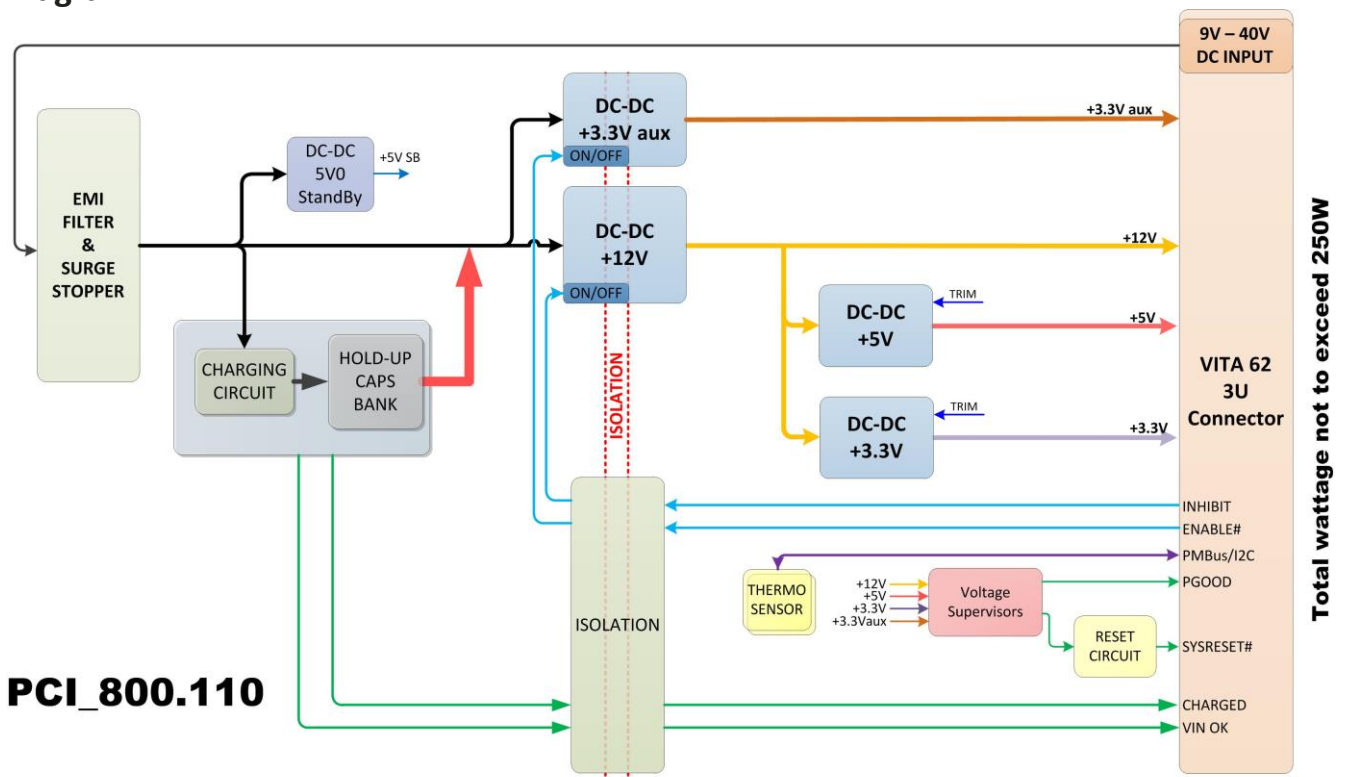 9V – 40V
DC INPUT
EMI
FILTER
&
SURGE
STOPPER
DC-DC
5V0
StandBy
+5V SB
DC-DC
+3.3V aux
ON/OFF
+3.3V aux
DC-DC
+12V
ON/OFF
+12V
DC-DC
+5V
TRIM
+5V
DC-DC
+3.3V
TRIM
+3.3V
CHARGING
CIRCUIT
HOLD-UP
CAPS
BANK
ISOLATION
VITA 62
3U
Connector
Total wattage not to exceed 250W
INHIBIT
ENABLE#
PMBus/I2C
PGOOD
SYSRESET#
CHARGED
VIN OK
THERMO
SENSOR
+12V
+5V
+3.3V
+3.3Vaux
Voltage
Supervisors
RESET
CIRCUIT
ISOLATION
PCI_800.110